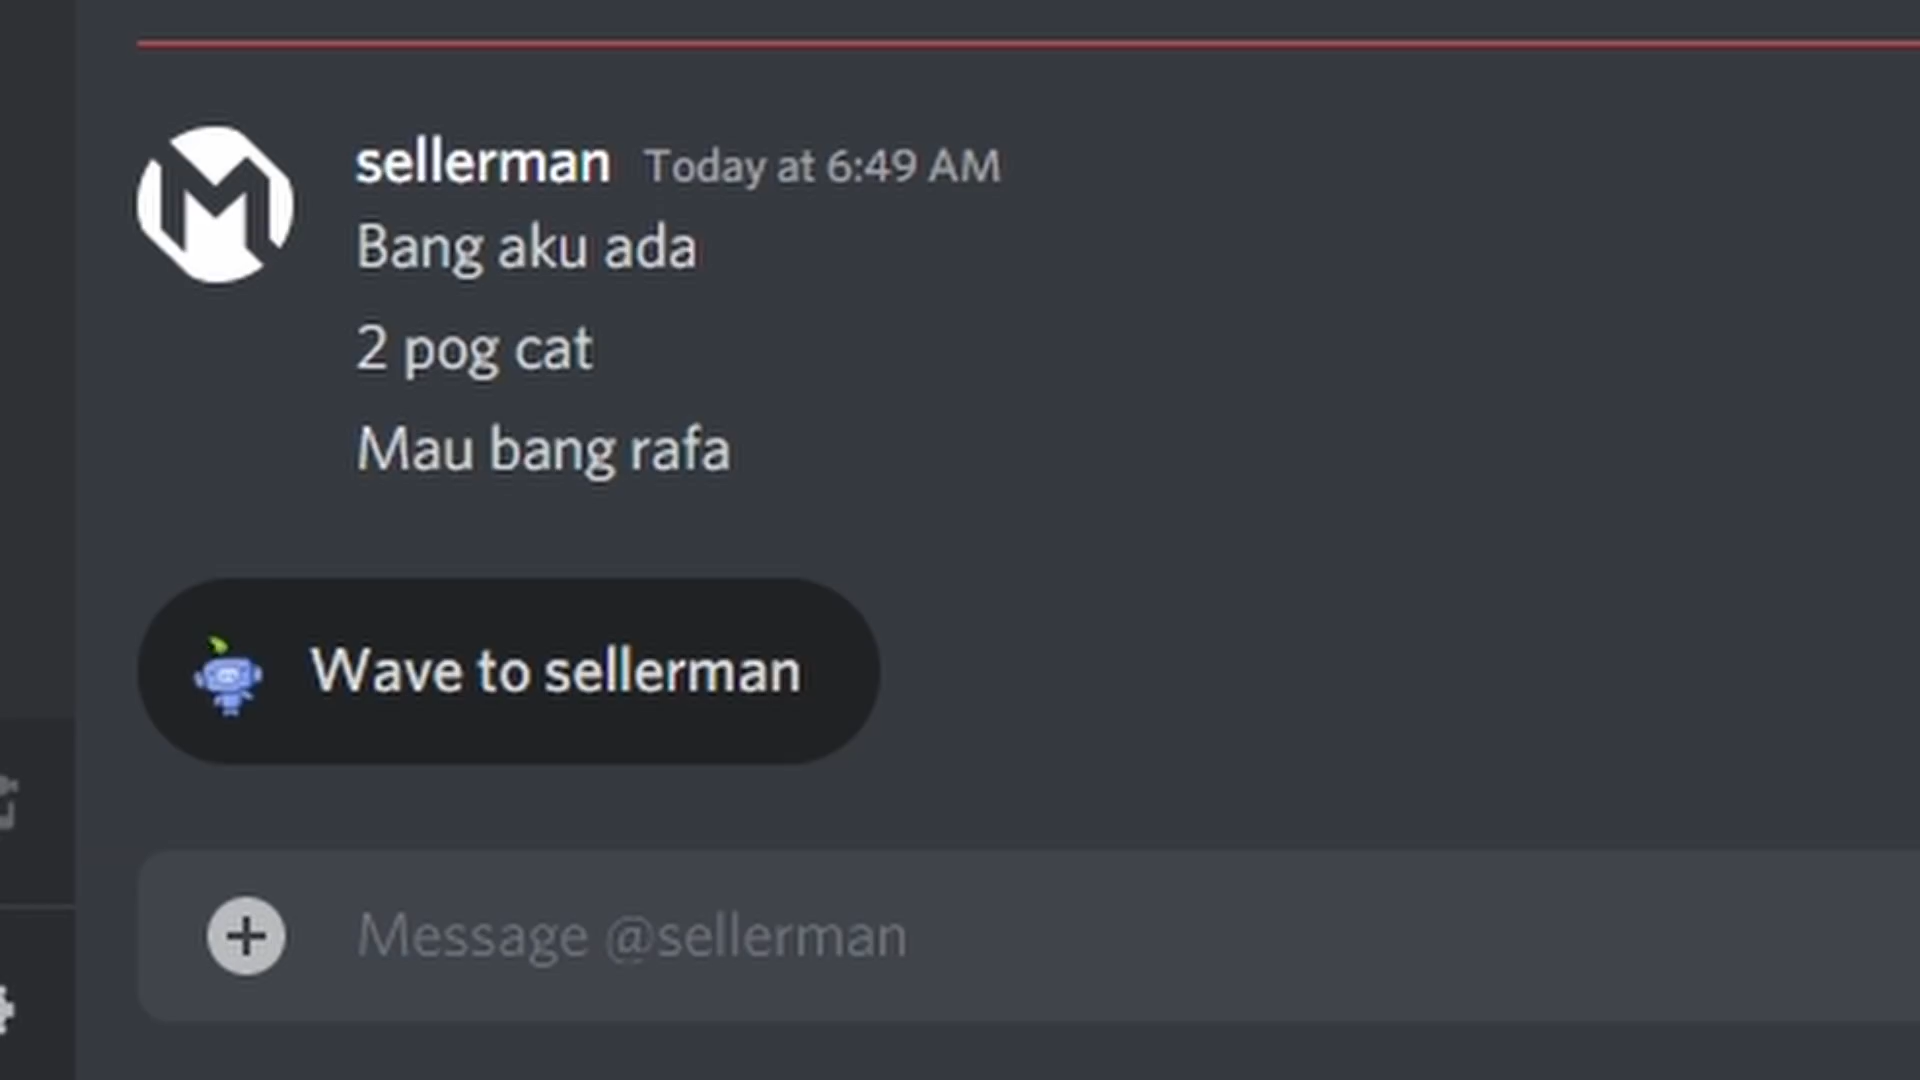 sellerman Today at 6:49 AM
Bang aku ada
2 pog cat
Mau bang rafa
Wave to sellerman
Message @sellerman